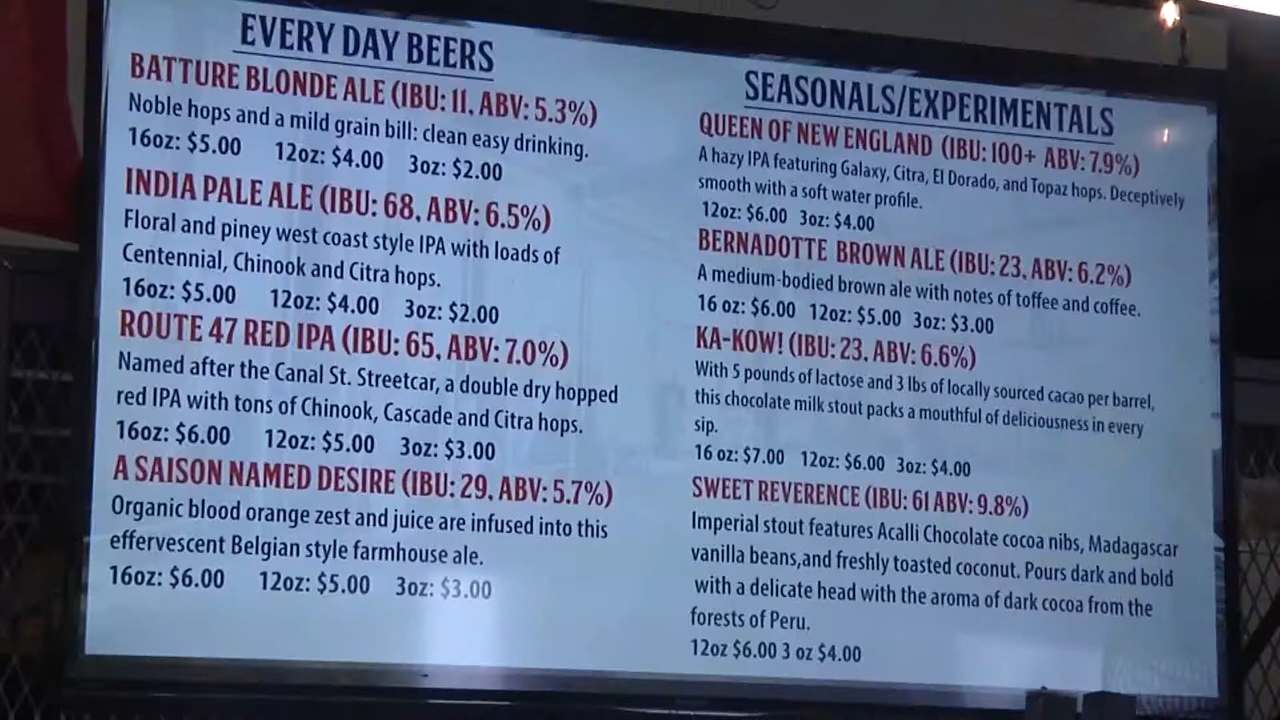 EVERY DAY BEERS
BATTURE BLONDE ALE (IBU: 11, ABV: 5.3%)
Noble hops and a mild grain bill: clean easy drinking.
16oz: $5.00 12oz: $4.00 3oz: $2.00
INDIA PALE ALE (IBU: 68, ABV: 6.5%)
Floral and piney west coast style IPA with loads of
Centennial, Chinook and Citra hops.
16oz: $5.00 12oz: $4.00 3oz: $2.00
ROUTE 47 RED IPA (IBU: 65, ABV: 7.0%)
Named after the Canal St. Streetcar, a double dry hopped
red IPA with tons of Chinook, Cascade and Citra hops.
16oz: $6.00 12oz: $5.00 3oz: $3.00
A SAISON NAMED DESIRE (IBU: 29, ABV: 5.7%)
Organic blood orange zest and juice are infused into this
effervescent Belgian style farmhouse ale.
16oz: $6.00 12oz: $5.00 3oz: $3.00
SEASONALS/EXPERIMENTALS
QUEEN OF NEW ENGLAND (IBU: 100+ ABV: 7.9%)
A hazy IPA featuring Galaxy, Citra, El Dorado, and Topaz hops. Deceptively
smooth with a soft water profile.
12oz: $6.00 3oz: $4.00
BERNADOTTE BROWN ALE (IBU: 23, ABV: 6.2%)
A medium-bodied brown ale with notes of toffee and coffee.
16 oz: $6.00 12oz: $5.00 3oz: $3.00
KA-KOW! (IBU: 23, ABV: 6.6%)
With 5 pounds of lactose and 3 lbs of locally sourced cacao per barrel,
this chocolate milk stout packs a mouthful of deliciousness in every
sip.
16 oz: $7.00 12oz: $6.00 3oz: $4.00
SWEET REVERENCE (IBU: 61 ABV: 9.8%)
Imperial stout features Acalli Chocolate cocoa nibs, Madagascar
vanilla beans,and freshly toasted coconut. Pours dark and bold
with a delicate head with the aroma of dark cocoa from the
forests of Peru.
12oz $6.00 3 oz $4.00